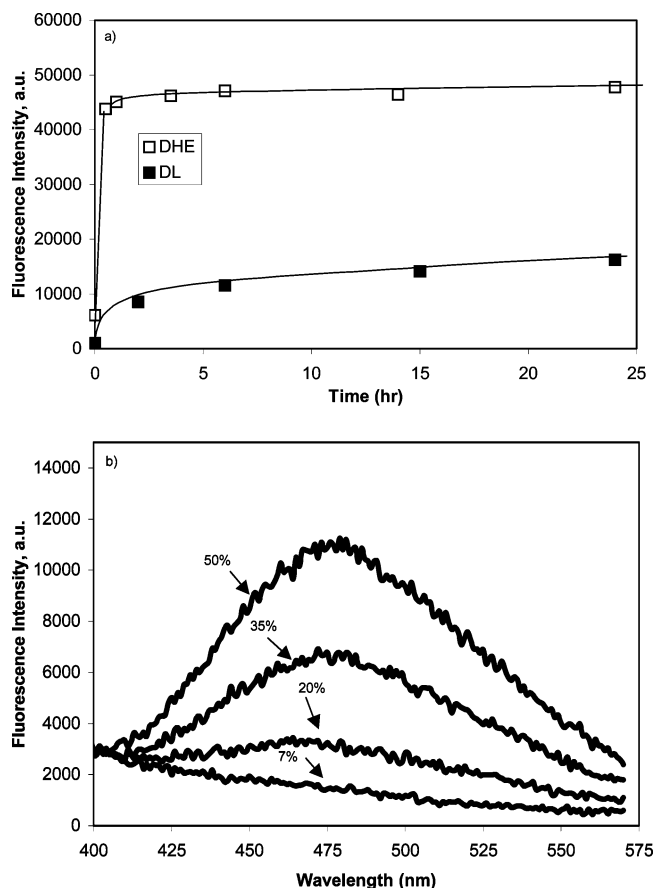 60000
a)
50000
40000
30000
20000
10000
0
Fluorescence Intensity, a.u.
DHE
DL
0 5 10 15 20 25
Time (hr)
b)
14000
12000
10000
8000
6000
4000
2000
0
Fluorescence Intensity, a.u.
50%
35%
20%
7%
400 425 450 475 500 525 550 575
Wavelength (nm)